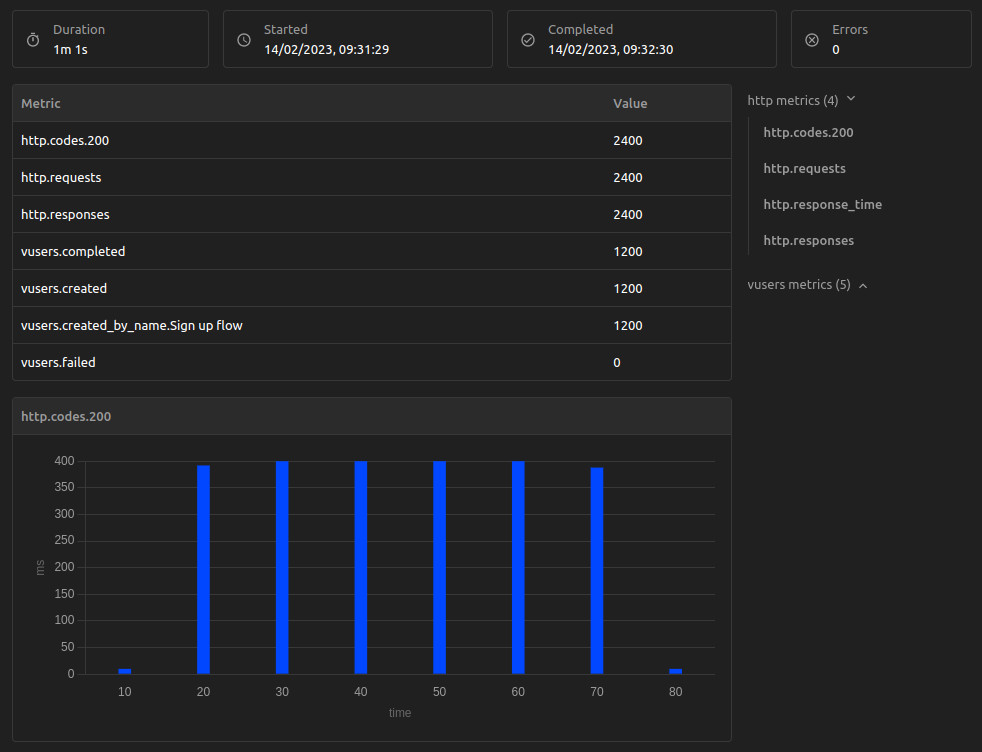 Duration
1m 1s
Started
14/02/2023, 09:31:29
Completed
14/02/2023, 09:32:30
Errors
0
Metric Value
http.codes.200 2400
http.requests 2400
http.responses 2400
vusers.completed 1200
vusers.created 1200
vusers.created_by_name.Sign up flow 1200
vusers.failed 0
http metrics (4)
http.codes.200
http.requests
http.response_time
http.responses
vusers metrics (5)
http.codes.200
400
350
300
250
200
150
100
50
0
ms
10 20 30 40 50 60 70 80
time